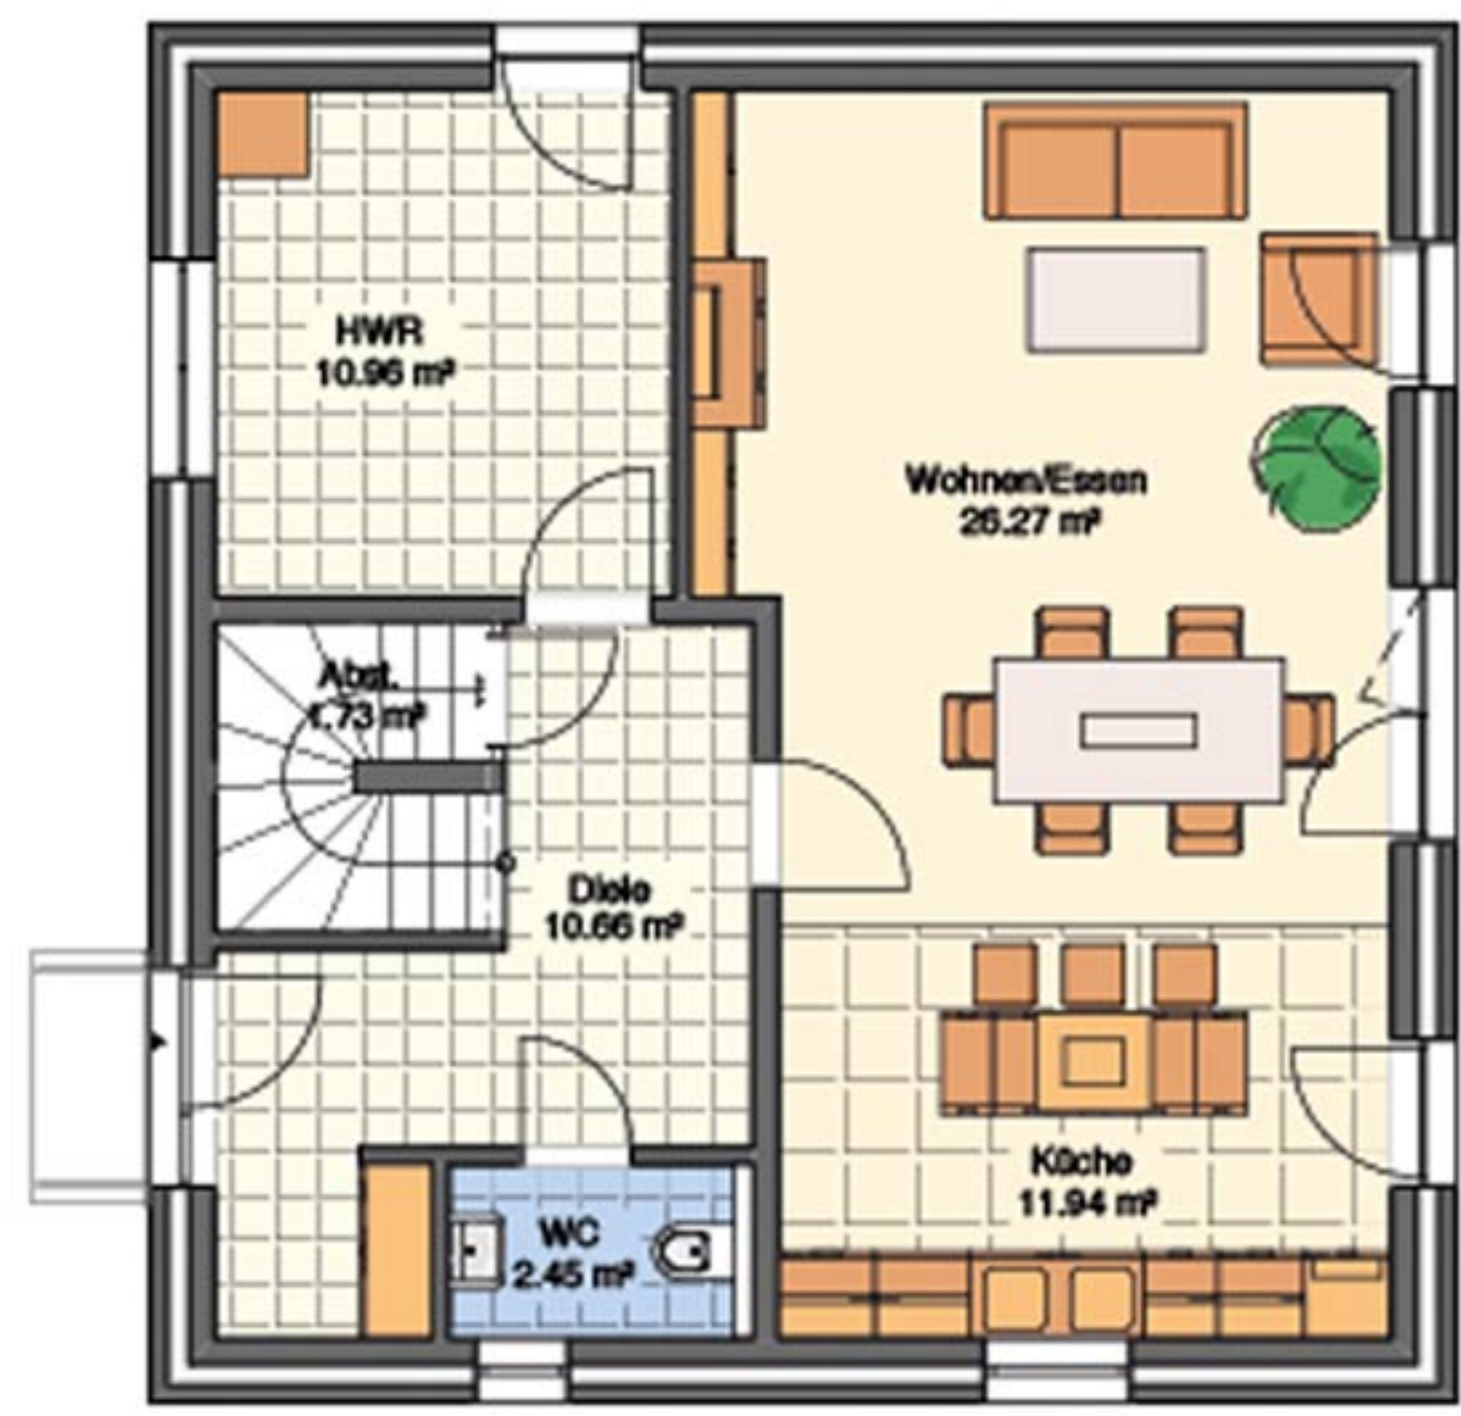 HWR
10.96 m²
Wohnen/Essen
26.27 m²
Abst.
1.73 m²
Diele
10.66 m²
Küche
11.94 m²
WC
2.45 m²